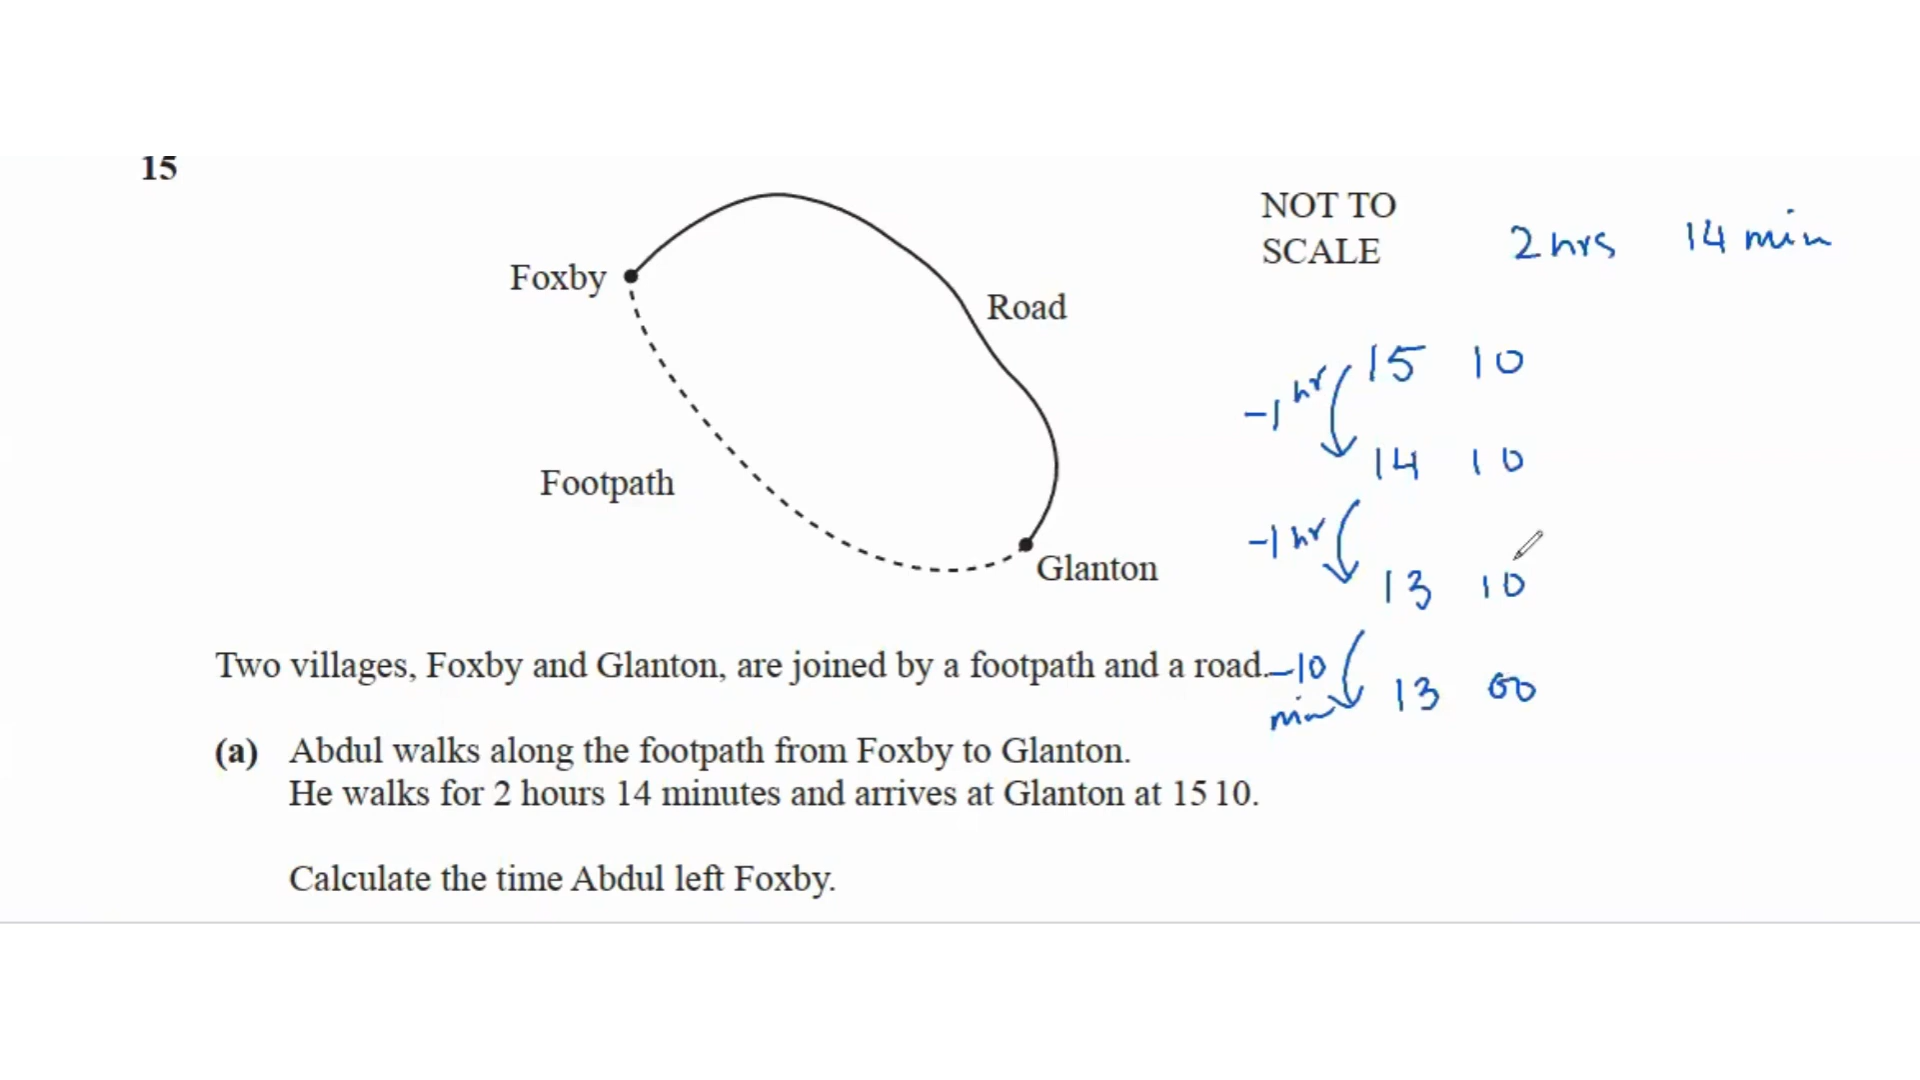 15
NOT TO
SCALE
2 hrs 14 min
Foxby
Road
15 10
-1 hr
14 10
Footpath
-1 hr
Glanton
13 10
Two villages, Foxby and Glanton, are joined by a footpath and a road.
-10
min
13 00
(a) Abdul walks along the footpath from Foxby to Glanton.
He walks for 2 hours 14 minutes and arrives at Glanton at 15 10.
Calculate the time Abdul left Foxby.